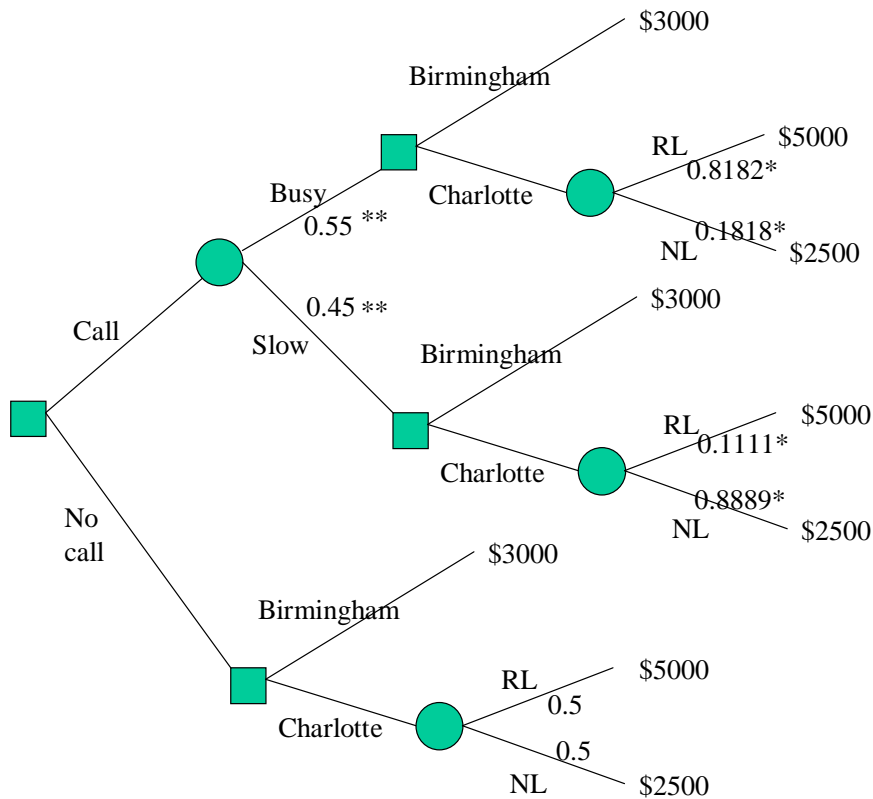 $3000
Birmingham
RL
$5000
0.8182*
Busy
Charlotte
0.55 **
0.1818*
NL
$2500
0.45 **
$3000
Call
Slow
Birmingham
$5000
RL
0.1111*
Charlotte
0.8889*
No
call
NL
$2500
$3000
Birmingham
RL
$5000
0.5
Charlotte
0.5
NL
$2500